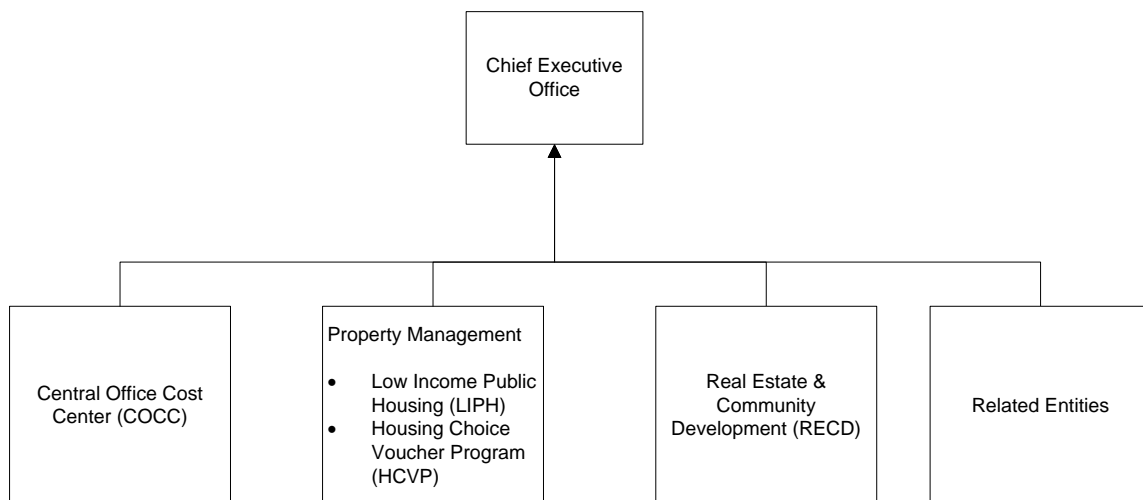 Chief Executive
Office
Central Office Cost
Center (COCC)
Property Management
• Low Income Public
Housing (LIPH)
• Housing Choice
Voucher Program
(HCVP)
Real Estate &
Community
Development (RECD)
Related Entities